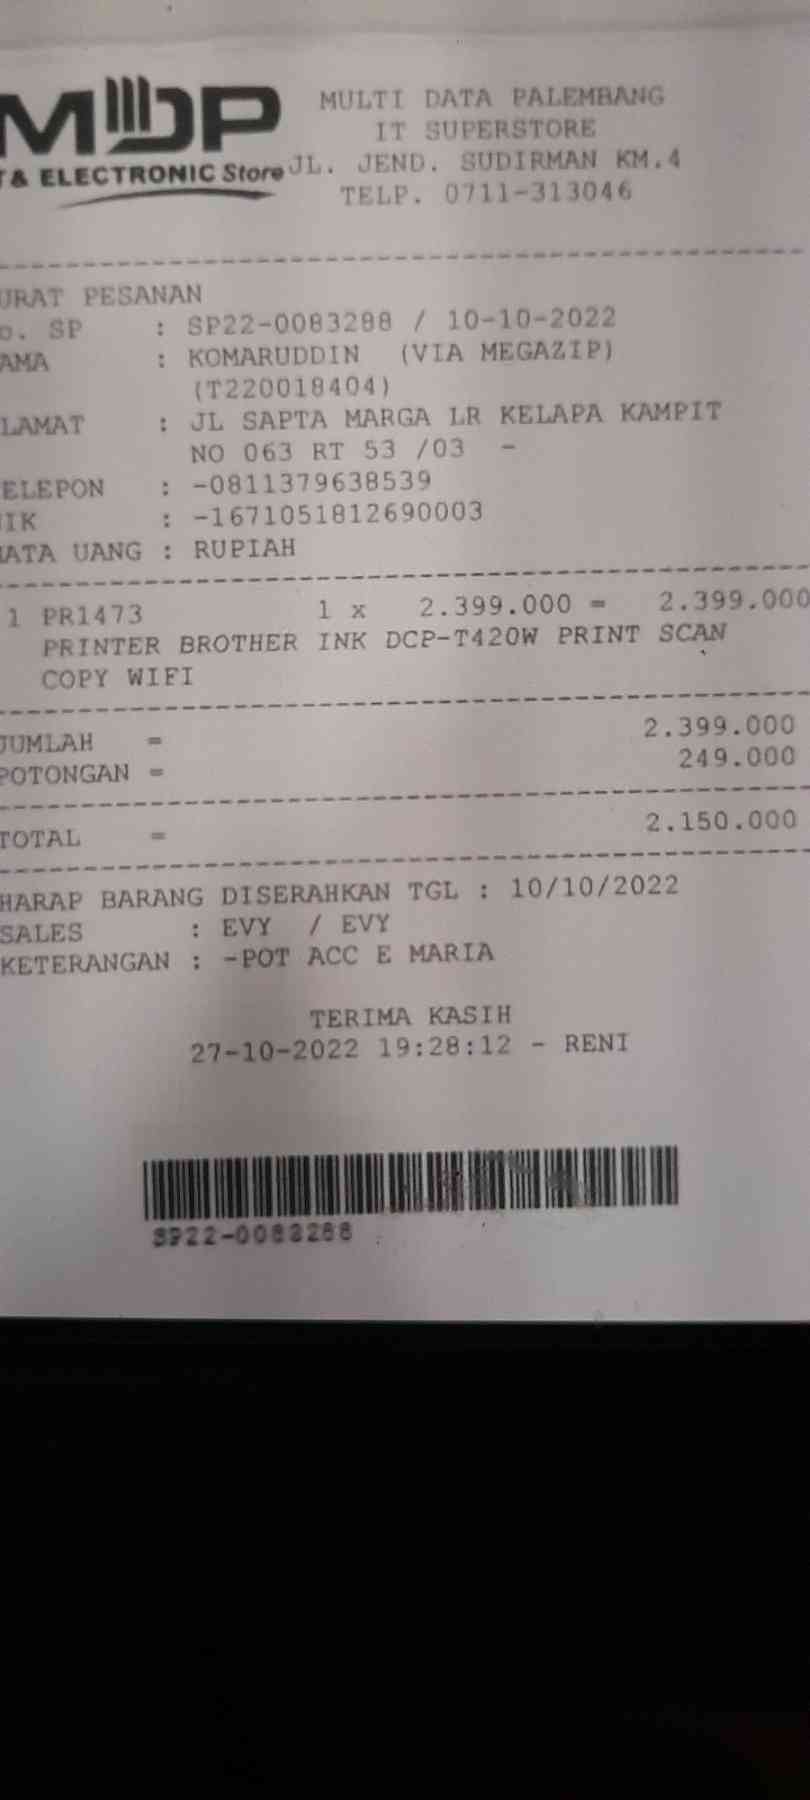 MDP
T& ELECTRONIC Store
MULTI DATA PALEMBANG
IT SUPERSTORE
JL. JEND. SUDIRMAN KM.4
TELP. 0711-313046
URAT PESANAN
o. SP : SP22-0083288 / 10-10-2022
AMA : KOMARUDDIN (VIA MEGAZIP)
(T220018404)
LAMAT : JL SAPTA MARGA LR KELAPA KAMPIT
NO 063 RT 53 /03 -
ELEPON : -0811379638539
IK : -1671051812690003
ATA UANG : RUPIAH
1 PR1473 1 x 2.399.000 = 2.399.000
PRINTER BROTHER INK DCP-T420W PRINT SCAN
COPY WIFI
JUMLAH = 2.399.000
POTONGAN = 249.000
TOTAL = 2.150.000
HARAP BARANG DISERAHKAN TGL : 10/10/2022
SALES : EVY / EVY
KETERANGAN : -POT ACC E MARIA
TERIMA KASIH
27-10-2022 19:28:12 - RENI
SP22-0083288